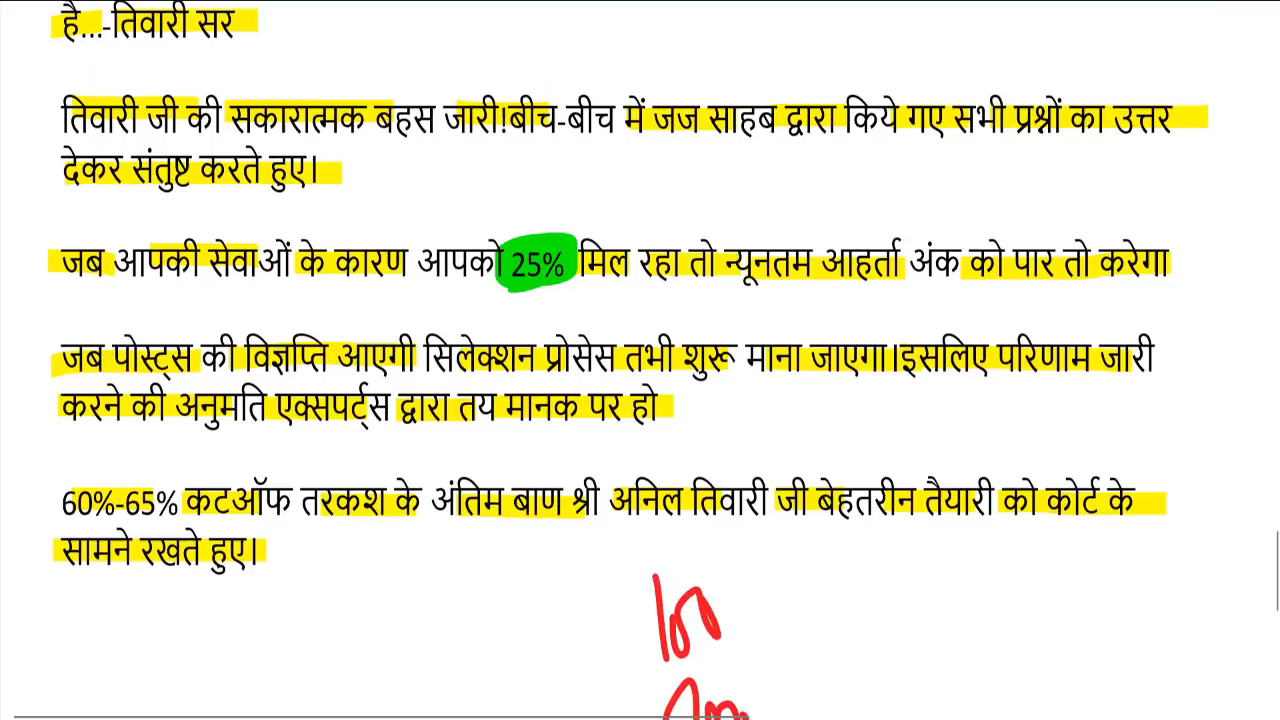 है...-तिवारी सर
तिवारी जी की सकारात्मक बहस जारी!बीच-बीच में जज साहब द्वारा किये गए सभी प्रश्नों का उत्तर
देकर संतुष्ट करते हुए।
जब आपकी सेवाओं के कारण आपको 25% मिल रहा तो न्यूनतम आहर्ता अंक को पार तो करेगा
जब पोस्ट्स की विज्ञप्ति आएगी सिलेक्शन प्रोसेस तभी शुरू माना जाएगा।इसलिए परिणाम जारी
करने की अनुमति एक्सपर्ट्स द्वारा तय मानक पर हो
60%-65% कटऑफ तरकश के अंतिम बाण श्री अनिल तिवारी जी बेहतरीन तैयारी को कोर्ट के
सामने रखते हुए।